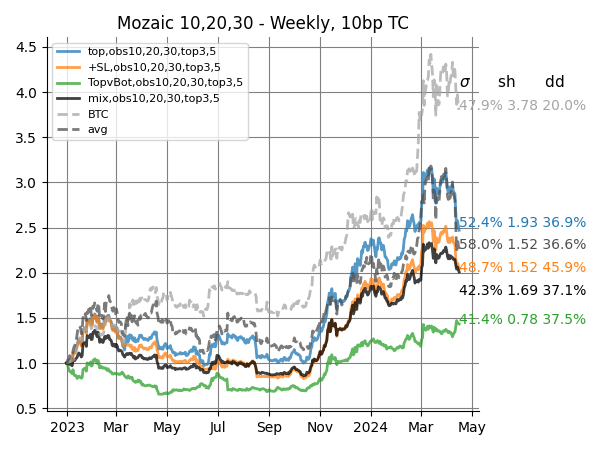 Mozaic 10,20,30 - Weekly, 10bp TC
top,obs10,20,30,top3,5
+SL,obs10,20,30,top3,5
TopvBot,obs10,20,30,top3,5
mix,obs10,20,30,top3,5
BTC
avg
σ sh dd
47.9% 3.78 20.0%
52.4% 1.93 36.9%
58.0% 1.52 36.6%
48.7% 1.52 45.9%
42.3% 1.69 37.1%
41.4% 0.78 37.5%
4.5
4.0
3.5
3.0
2.5
2.0
1.5
1.0
0.5
2023 Mar May Jul Sep Nov 2024 Mar May